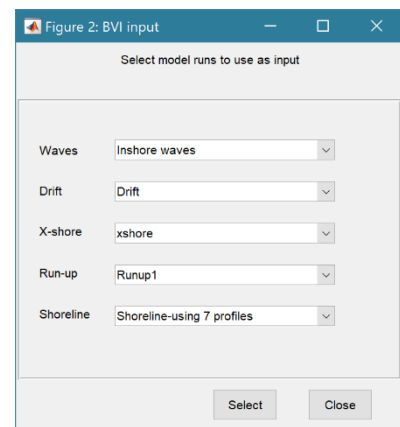 Figure 2: BVI input
Select model runs to use as input
Waves Inshore waves
Drift Drift
X-shore xshore
Run-up Runup1
Shoreline Shoreline-using 7 profiles
Select Close